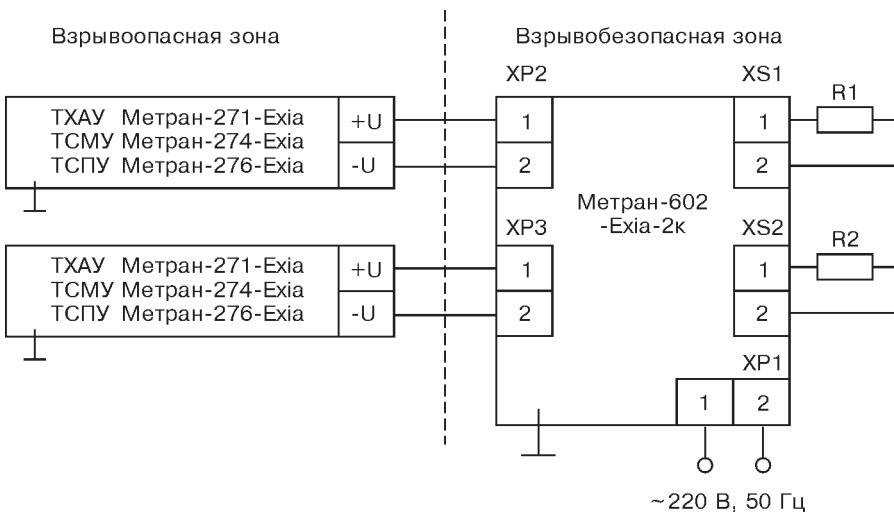 Взрывоопасная зона
Взрывобезопасная зона
XP2
XS1
R1
ТХАУ Метран-271-Exia
ТСМУ Метран-274-Exia
ТСПУ Метран-276-Exia
+U
-U
1
2
1
2
Метран-602
-Exia-2к
XP3
XS2
R2
ТХАУ Метран-271-Exia
ТСМУ Метран-274-Exia
ТСПУ Метран-276-Exia
+U
-U
1
2
1
2
XP1
1
2
~220 В, 50 Гц